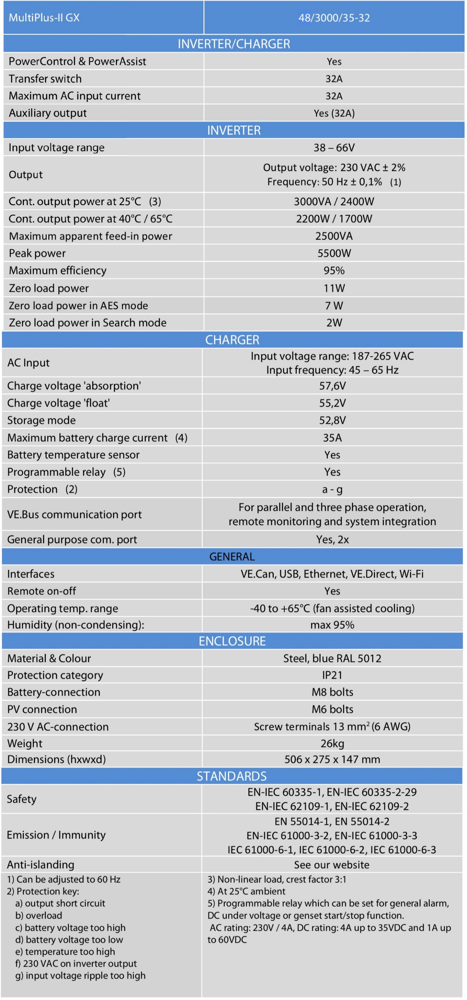 MultiPlus-II GX 48/3000/35-32
INVERTER/CHARGER
PowerControl & PowerAssist Yes
Transfer switch 32A
Maximum AC input current 32A
Auxiliary output Yes (32A)
INVERTER
Input voltage range 38 – 66V
Output Output voltage: 230 VAC ± 2%
Frequency: 50 Hz ± 0,1% (1)
Cont. output power at 25°C (3) 3000VA / 2400W
Cont. output power at 40°C / 65°C 2200W / 1700W
Maximum apparent feed-in power 2500VA
Peak power 5500W
Maximum efficiency 95%
Zero load power 11W
Zero load power in AES mode 7 W
Zero load power in Search mode 2W
CHARGER
AC Input Input voltage range: 187-265 VAC
Input frequency: 45 – 65 Hz
Charge voltage 'absorption' 57,6V
Charge voltage 'float' 55,2V
Storage mode 52,8V
Maximum battery charge current (4) 35A
Battery temperature sensor Yes
Programmable relay (5) Yes
Protection (2) a - g
VE.Bus communication port For parallel and three phase operation,
remote monitoring and system integration
General purpose com. port Yes, 2x
GENERAL
Interfaces VE.Can, USB, Ethernet, VE.Direct, Wi-Fi
Remote on-off Yes
Operating temp. range -40 to +65°C (fan assisted cooling)
Humidity (non-condensing): max 95%
ENCLOSURE
Material & Colour Steel, blue RAL 5012
Protection category IP21
Battery-connection M8 bolts
PV connection M6 bolts
230 V AC-connection Screw terminals 13 mm² (6 AWG)
Weight 26kg
Dimensions (hxwxd) 506 x 275 x 147 mm
STANDARDS
Safety EN-IEC 60335-1, EN-IEC 60335-2-29
EN-IEC 62109-1, EN-IEC 62109-2
Emission / Immunity EN 55014-1, EN 55014-2
EN-IEC 61000-3-2, EN-IEC 61000-3-3
IEC 61000-6-1, IEC 61000-6-2, IEC 61000-6-3
Anti-islanding See our website
1) Can be adjusted to 60 Hz
2) Protection key:
a) output short circuit
b) overload
c) battery voltage too high
d) battery voltage too low
e) temperature too high
f) 230 VAC on inverter output
g) input voltage ripple too high
3) Non-linear load, crest factor 3:1
4) At 25°C ambient
5) Programmable relay which can be set for general alarm,
DC under voltage or genset start/stop function.
AC rating: 230V / 4A, DC rating: 4A up to 35VDC and 1A up
to 60VDC